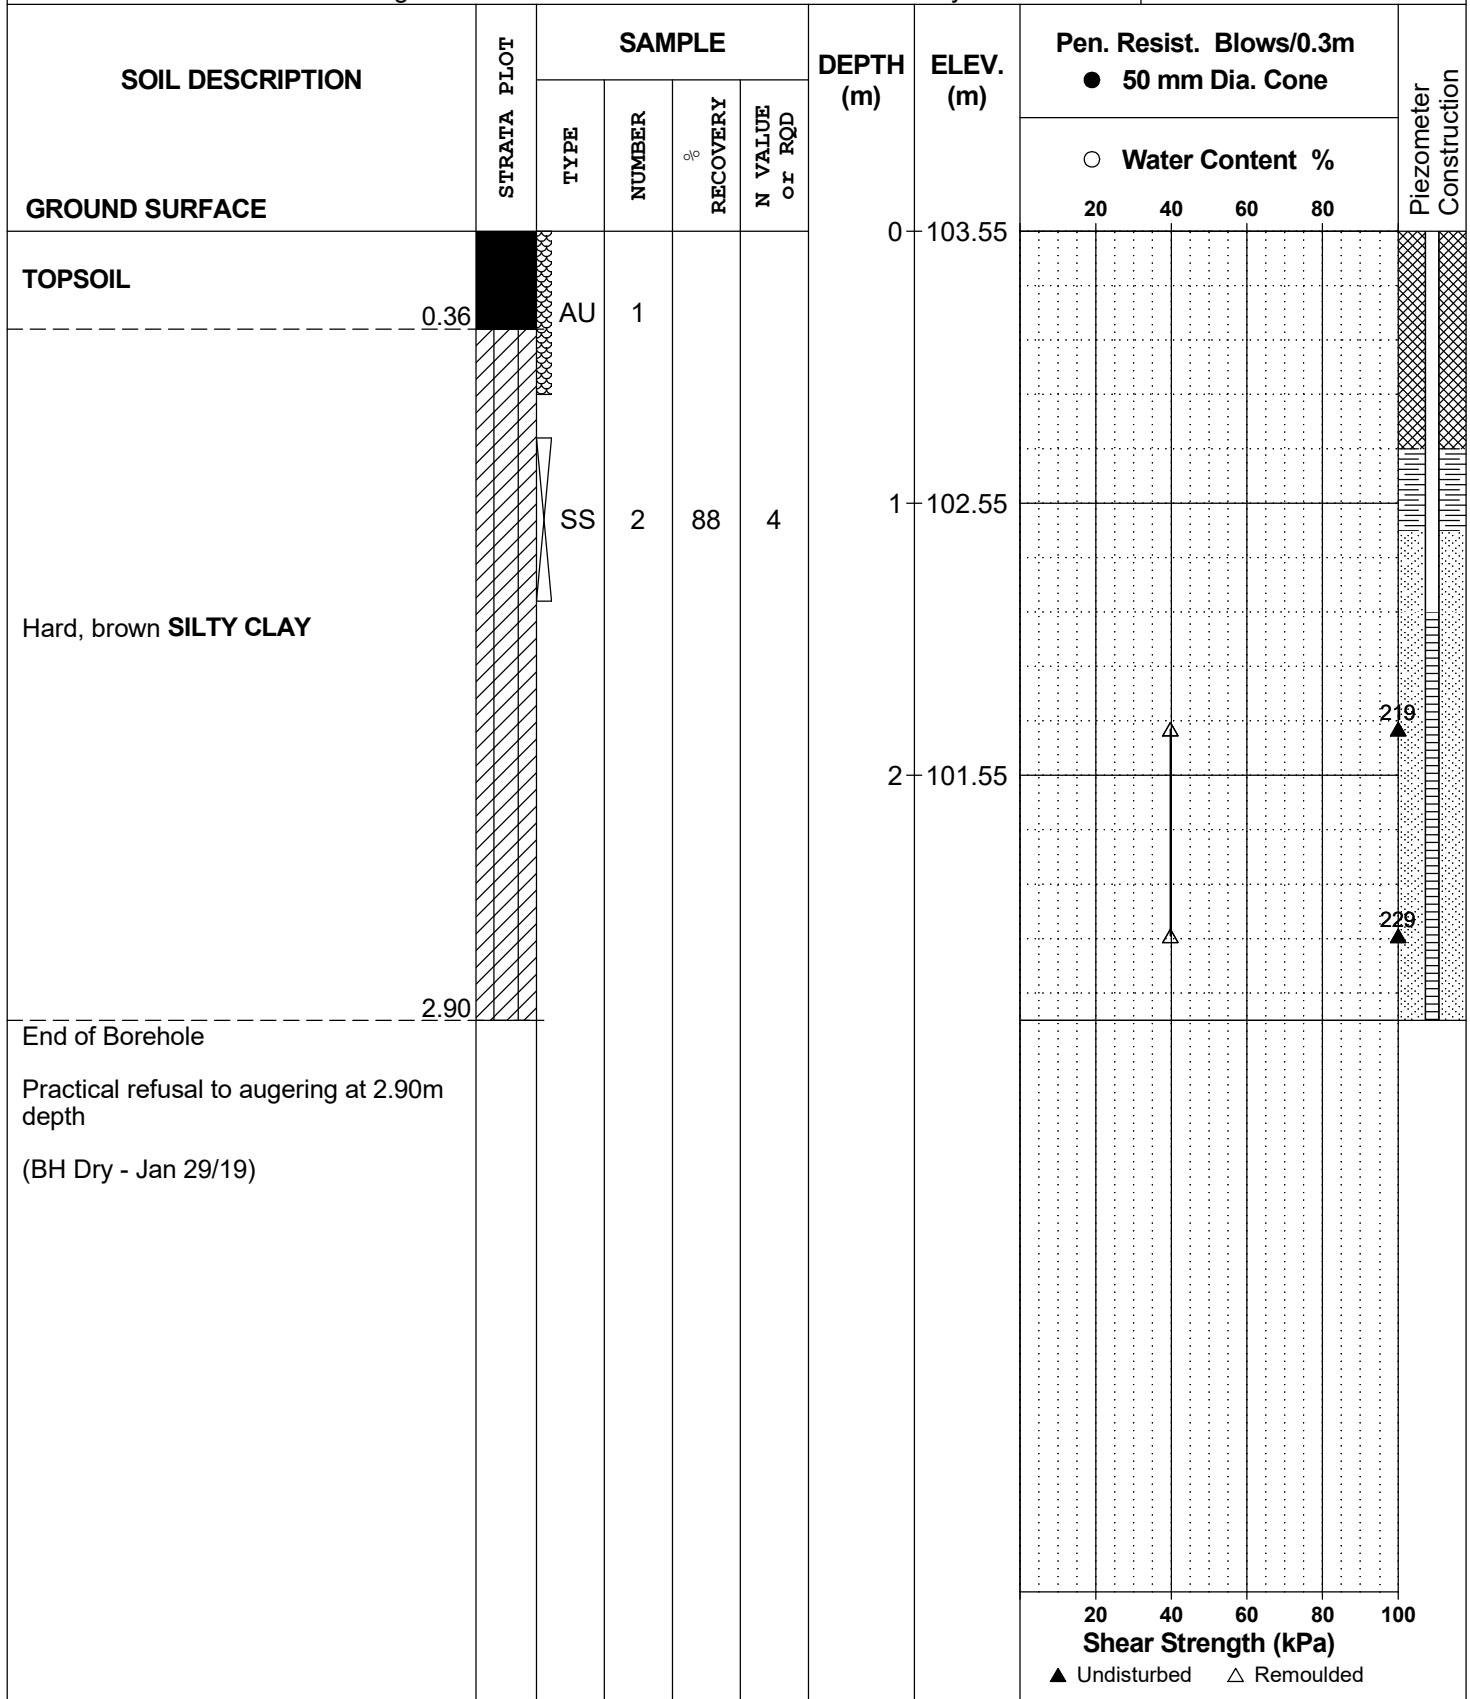 SOIL DESCRIPTION
GROUND SURFACE
STRATA PLOT
SAMPLE
TYPE
NUMBER
%
RECOVERY
N VALUE
or RQD
DEPTH
(m)
ELEV.
(m)
Pen. Resist. Blows/0.3m
● 50 mm Dia. Cone
○ Water Content %
20 40 60 80
Piezometer
Construction
0 103.55
TOPSOIL
0.36
AU 1
SS 2 88 4
1 102.55
Hard, brown SILTY CLAY
219
2 101.55
229
2.90
End of Borehole
Practical refusal to augering at 2.90m
depth
(BH Dry - Jan 29/19)
20 40 60 80 100
Shear Strength (kPa)
▲ Undisturbed △ Remoulded